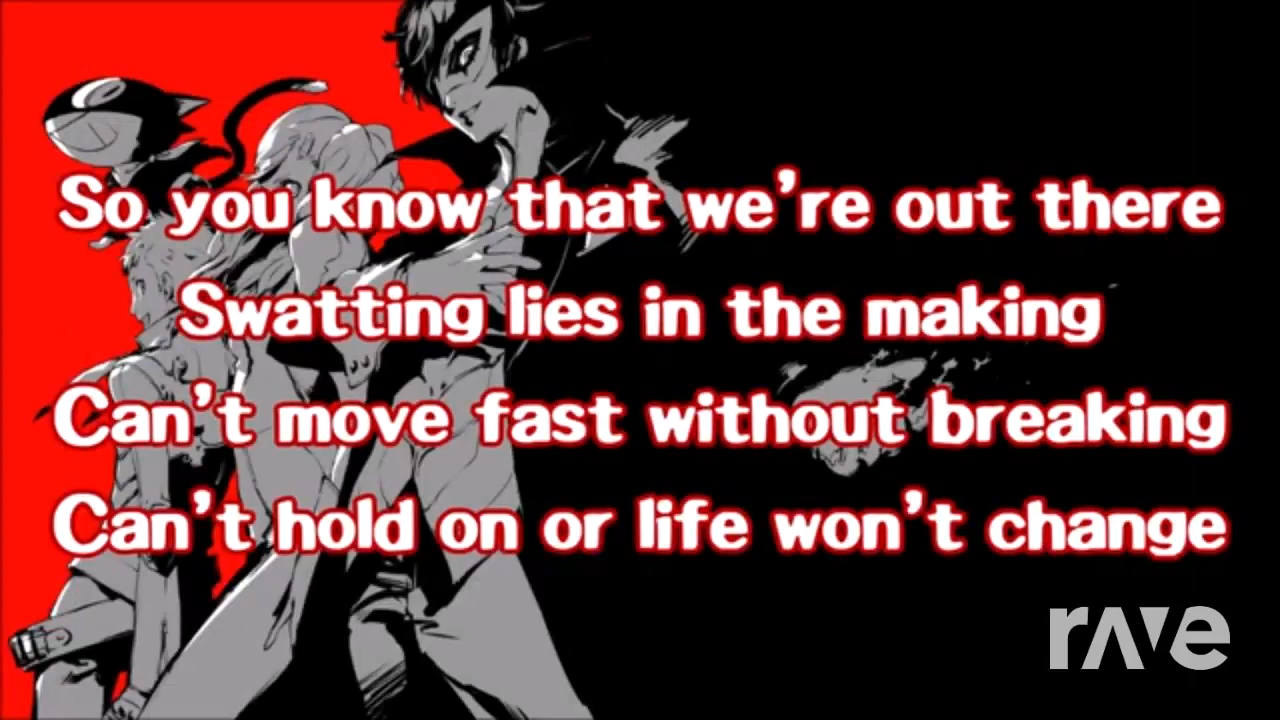 So you know that we're out there
Swatting lies in the making
Can't move fast without breaking
Can't hold on or life won't change
rave